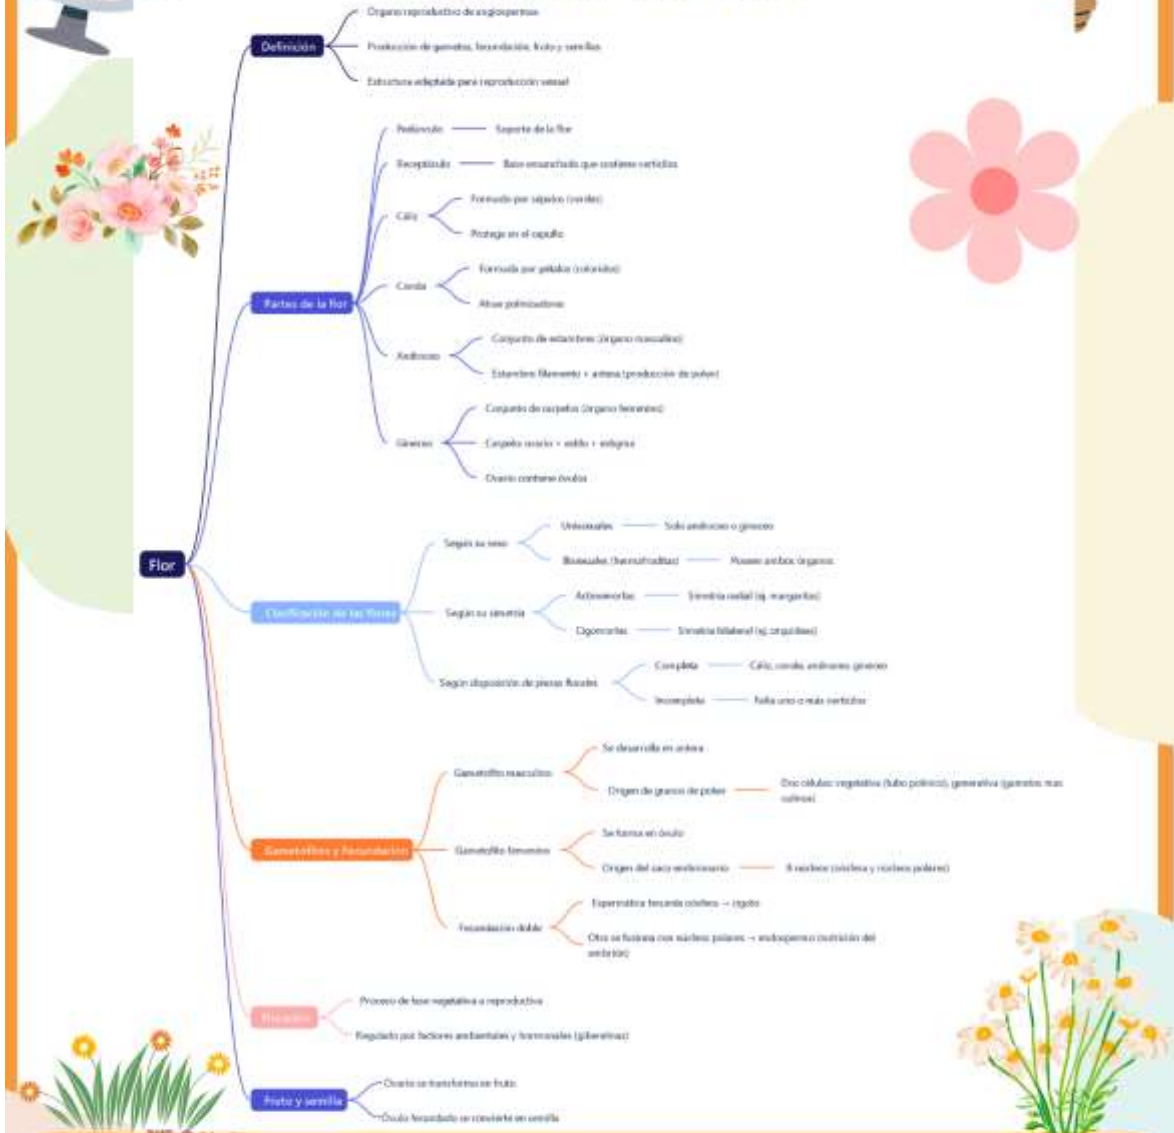 Órgano reproductivo de angiospermas
Definición
Producción de gametos, fecundación, fruto y semillas
Estructura adaptada para reproducción sexual
Pedúnculo
Soporte de la flor
Receptáculo
Base ensanchada que sostiene verticilos
Cáliz
Formado por sépalos (verdes)
Protege en el capullo
Partes de la flor
Corola
Formada por pétalos (coloridos)
Atrae polinizadores
Androceo
Conjunto de estambres (órgano masculino)
Estambre filamento + antera (producción de polen)
Gineceo
Conjunto de carpelos (órgano femenino)
Carpelo ovario + estilo + estigma
Ovario contiene óvulos
Flor
Clasificación de las flores
Según su sexo
Unisexuales
Solo androceo o gineceo
Bisexuales (hermafroditas)
Poseen ambos órganos
Según su simetría
Actinomorfas
Simetría radial (ej. margaritas)
Cigomorfas
Simetría bilateral (ej. orquídeas)
Según disposición de piezas florales
Completa
Cáliz, corola, androceo, gineceo
Incompleta
Falta uno o más verticilos
Gametófitos y Fecundación
Gametofito masculino
Se desarrolla en antera
Origen de granos de polen
Dos células: vegetativa (tubo polínico), generativa (gametos mas
culinos)
Gametofito femenino
Se forma en óvulo
Origen del saco embrionario
8 núcleos (oósfera y núcleos polares)
Fecundación doble
Espermática fecunda oósfera → cigoto
Otra se fusiona con núcleos polares → endospermo (nutrición del
embrión)
Floración
Proceso de fase vegetativa a reproductiva
Regulado por factores ambientales y hormonales (giberelinas)
Fruto y semilla
Ovario se transforma en fruto
Óvulo fecundado se convierte en semilla